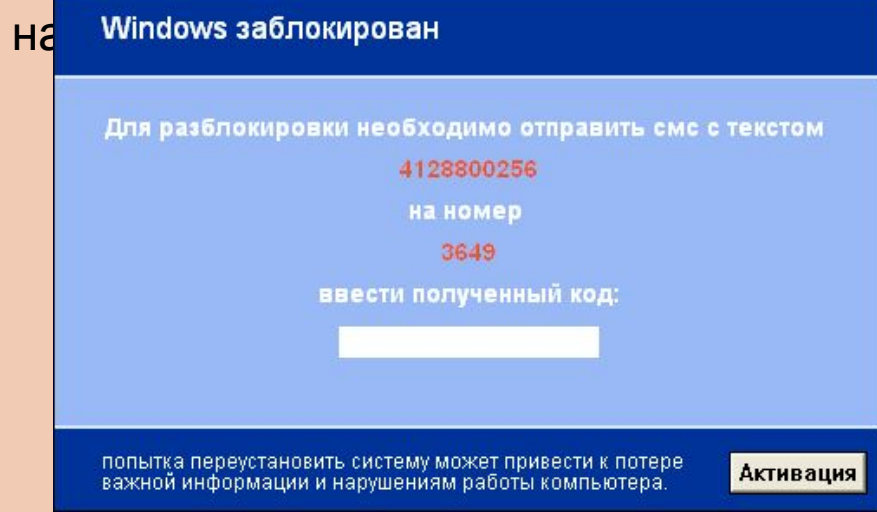 на
Windows заблокирован
Для разблокировки необходимо отправить смс с текстом
4128800256
на номер
3649
ввести полученный код:
попытка переустановить систему может привести к потере
важной информации и нарушениям работы компьютера.
Активация